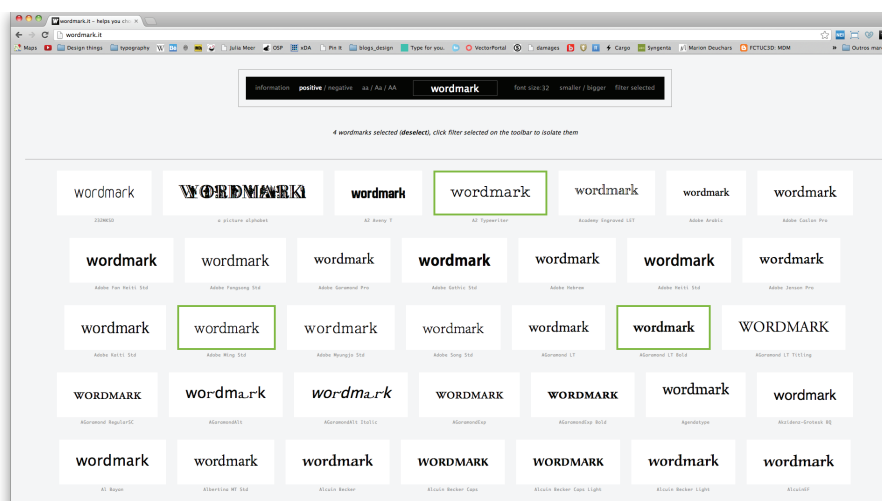 wordmark.it - helps you cho
wordmark.it
Maps Design things typography Julia Meer OSP xDA Pin It blogs_design Type for you. VectorPortal damages Cargo Syngenta Marion Deuchars FCTUC3D: MDM » Outros mar
information positive / negative aa / Aa / AA wordmark font size:32 smaller / bigger filter selected
4 wordmarks selected (deselect), click filter selected on the toolbar to isolate them
wordmark WORDMARK wordmark wordmark wordmark wordmark wordmark
a picture alphabet A2 Aveny T A2 Typewriter Academy Engraved LET Adobe Arabic Adobe Caslon Pro
wordmark wordmark wordmark wordmark wordmark wordmark wordmark
Adobe Fan Heiti Std Adobe Fangsong Std Adobe Garamond Pro Adobe Gothic Std Adobe Hebrew Adobe Heiti Std Adobe Jenson Pro
wordmark wordmark wordmark wordmark wordmark wordmark WORDMARK
Adobe Kaiti Std Adobe Ming Std Adobe Myungjo Std Adobe Song Std AGaramond LT AGaramond LT Bold AGaramond LT Titling
WORDMARK wordmark wordmark WORDMARK WORDMARK wordmark wordmark
AGaramond RegularSC AGaramondAlt AGaramondAlt Italic AGaramondExp AGaramondExp Bold Agendatype Akzidenz-Grotesk BQ
wordmark wordmark wordmark WORDMARK WORDMARK wordmark wordmark
Al Bayan Albertina MT Std Alcuin Becker Alcuin Becker Caps Alcuin Becker Caps Light Alcuin Becker Light AlcuinEF